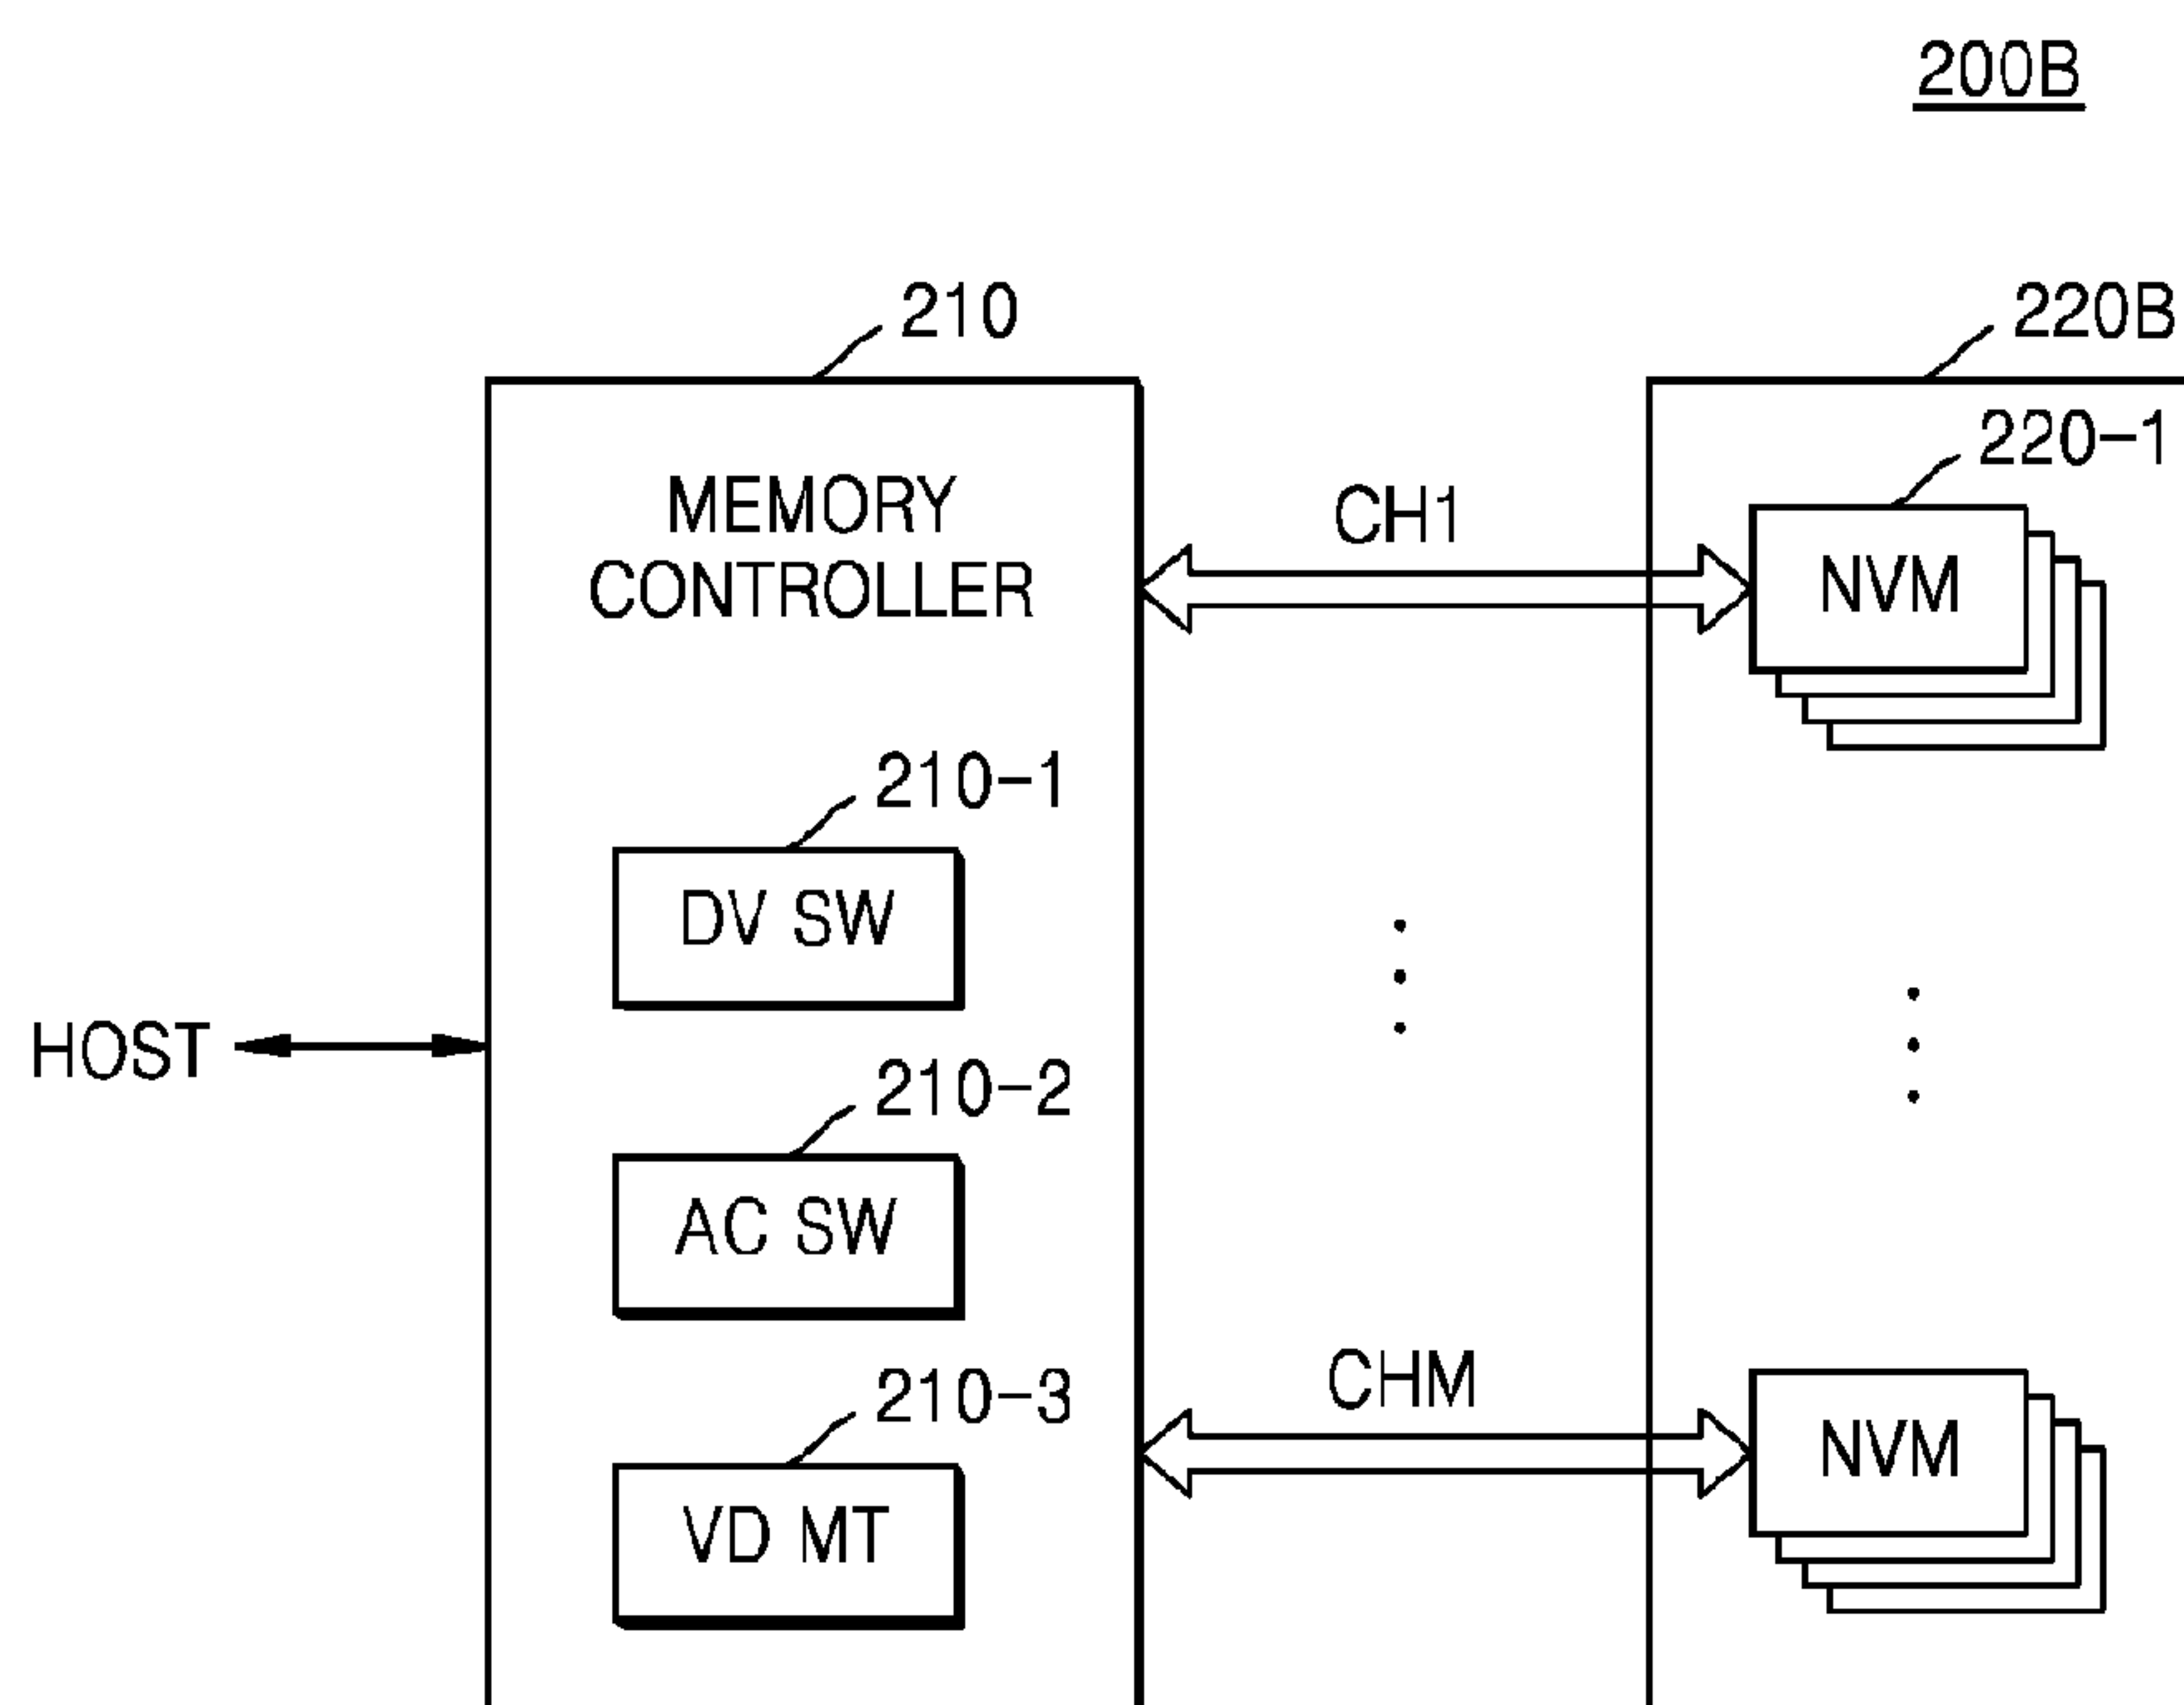 200B
210
220B
220-1
MEMORY
CONTROLLER
CH1
NVM
210-1
DV SW
HOST
210-2
AC SW
210-3
CHM
NVM
VD MT